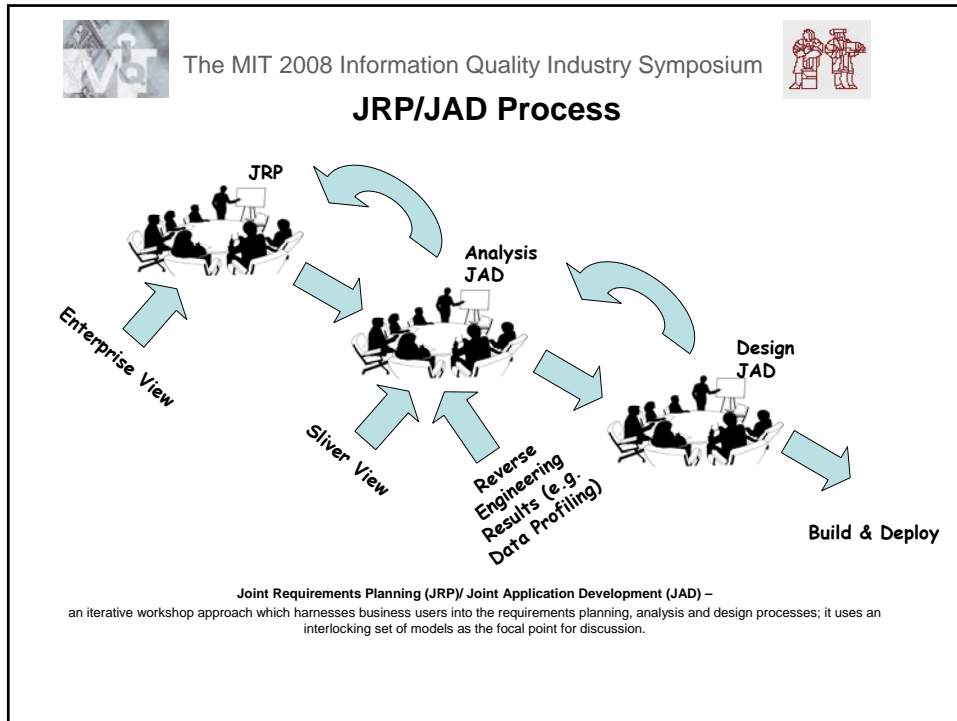 MIT
The MIT 2008 Information Quality Industry Symposium
JRP/JAD Process
JRP
Analysis
JAD
Enterprise View
Design
JAD
Sliver View
Reverse
Engineering
Results (e.g.
Data Profiling)
Build & Deploy
Joint Requirements Planning (JRP)/ Joint Application Development (JAD) –
an iterative workshop approach which harnesses business users into the requirements planning, analysis and design processes; it uses an
interlocking set of models as the focal point for discussion.